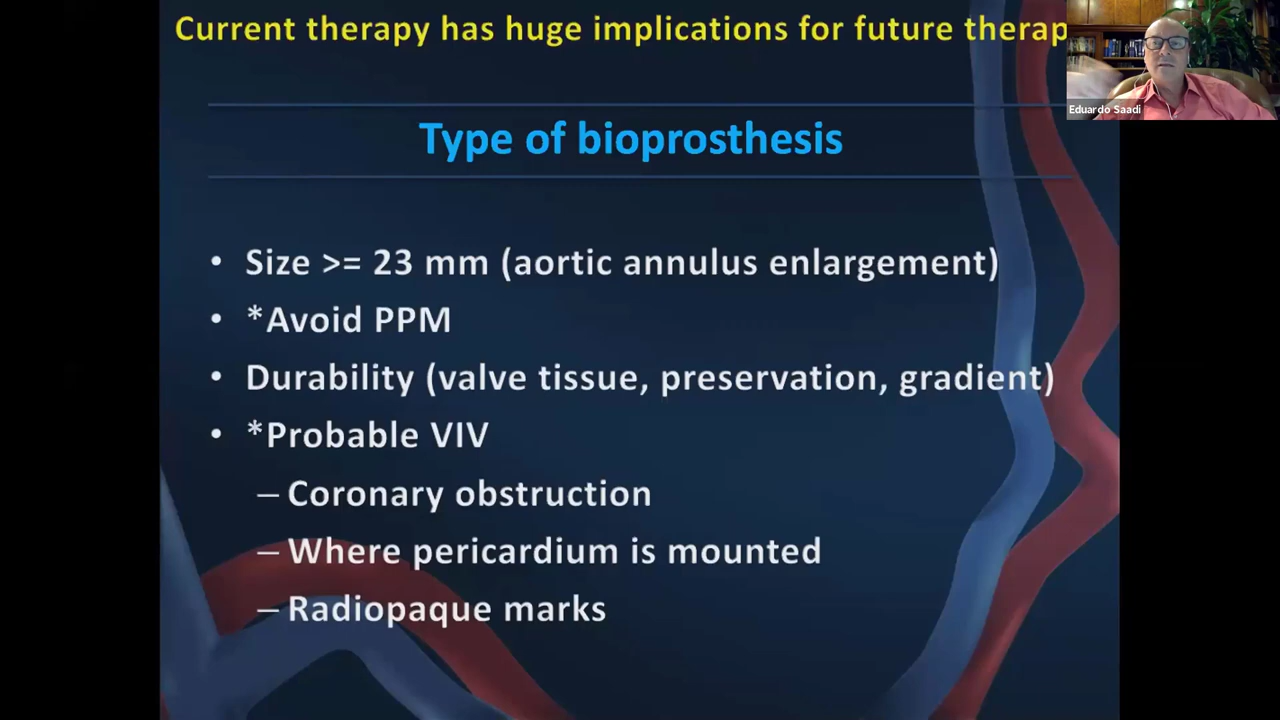 Current therapy has huge implications for future therap
Eduardo Saadi
Type of bioprosthesis
• Size >= 23 mm (aortic annulus enlargement)
• *Avoid PPM
• Durability (valve tissue, preservation, gradient)
• *Probable VIV
– Coronary obstruction
– Where pericardium is mounted
– Radiopaque marks